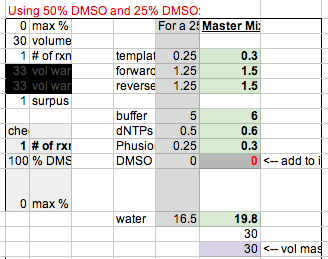 Using 50% DMSO and 25% DMSO:
0 max % For a 25 Master Mix
30 volume
1 # of rxn templat 0.25 0.3
33 vol war forward 1.25 1.5
33 vol war reverse 1.25 1.5
1 surpus
buffer 5 6
che dNTPs 0.5 0.6
1 # of rxn Phusio 0.25 0.3
100 % DMS DMSO 0 0 <-- add to i
0 max %
water 16.5 19.8
30
30 <-- vol mas